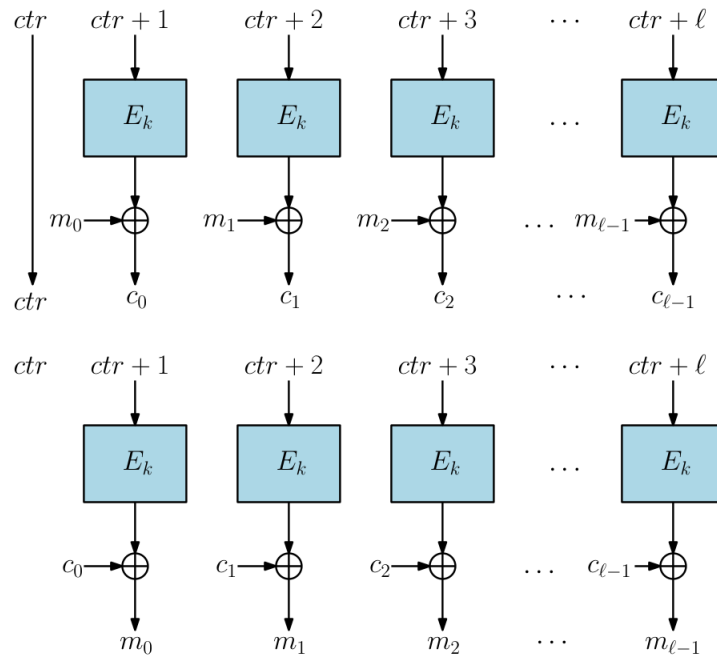 ctr ctr + 1 ctr + 2 ctr + 3 ⋯ ctr + ℓ
E_k E_k E_k ⋯ E_k
m_0 m_1 m_2 ⋯ m_{ℓ−1}
ctr c_0 c_1 c_2 ⋯ c_{ℓ−1}
ctr ctr + 1 ctr + 2 ctr + 3 ⋯ ctr + ℓ
E_k E_k E_k ⋯ E_k
c_0 c_1 c_2 ⋯ c_{ℓ−1}
m_0 m_1 m_2 ⋯ m_{ℓ−1}